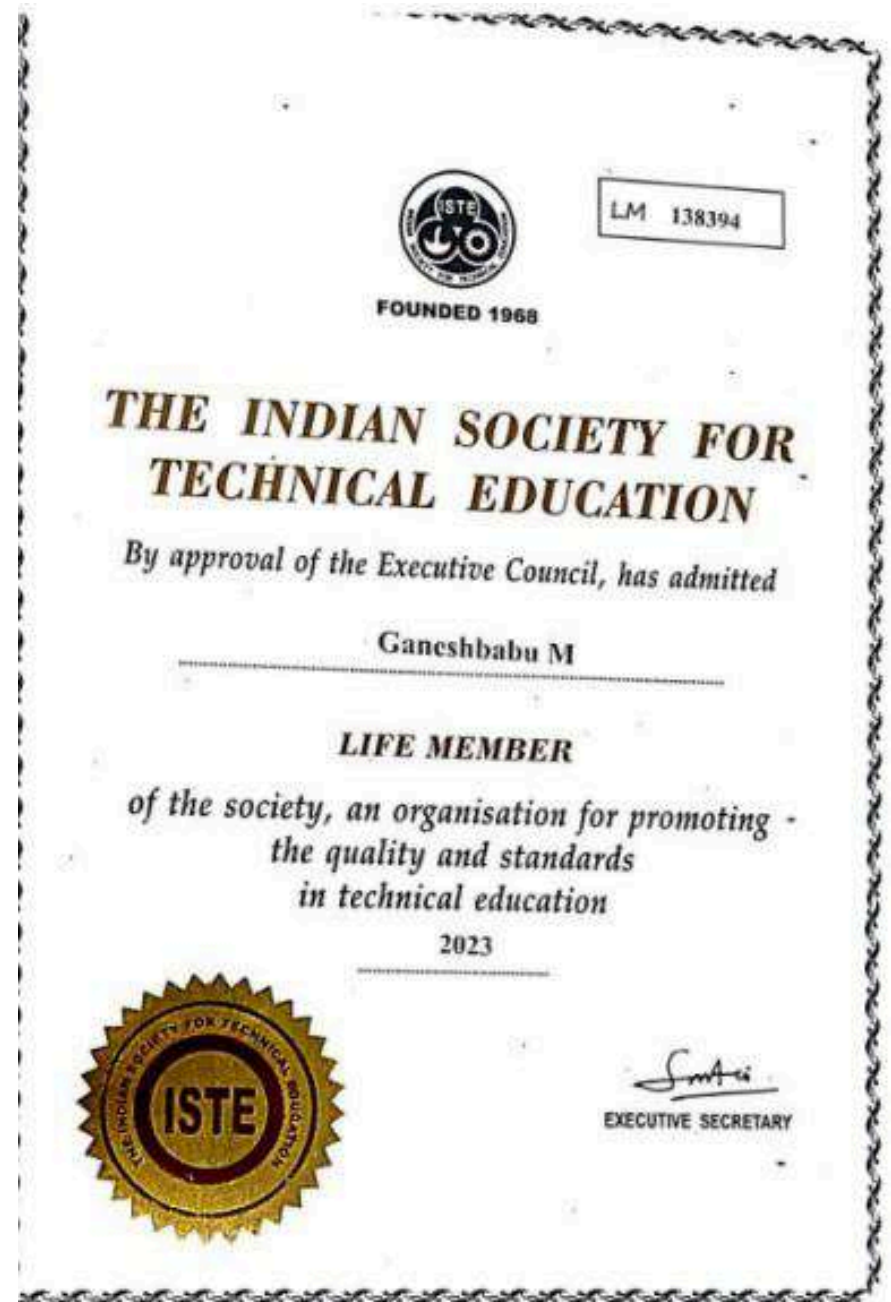 ISTE
LM 138394
FOUNDED 1968
THE INDIAN SOCIETY FOR
TECHNICAL EDUCATION
By approval of the Executive Council, has admitted
Ganeshbabu M
LIFE MEMBER
of the society, an organisation for promoting -
the quality and standards
in technical education
2023
THE INDIAN SOCIETY FOR TECHNICAL EDUCATION
ISTE
EXECUTIVE SECRETARY